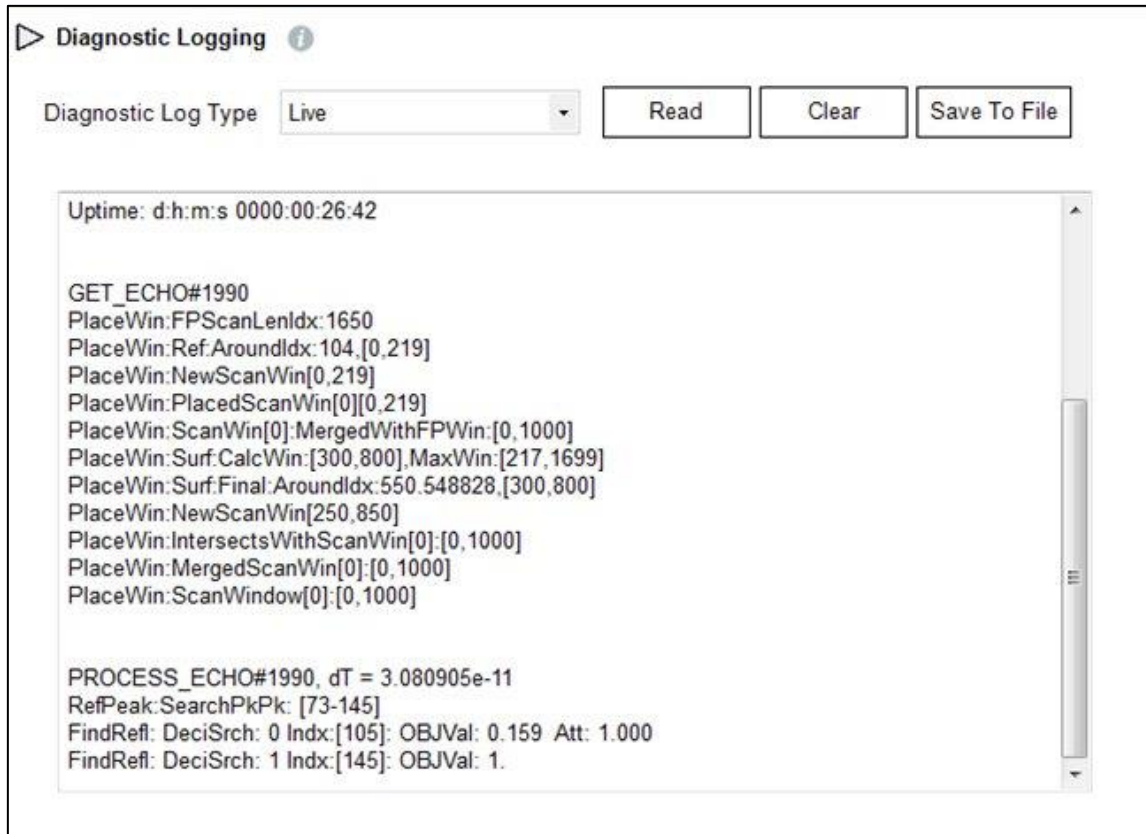 Diagnostic Logging
Diagnostic Log Type Live Read Clear Save To File
Uptime: d:h:m:s 0000:00:26:42
GET_ECHO#1990
PlaceWin:FPScanLenIdx:1650
PlaceWin:Ref:AroundIdx:104,[0,219]
PlaceWin:NewScanWin[0,219]
PlaceWin:PlacedScanWin[0][0,219]
PlaceWin:ScanWin[0]:MergedWithFPWin:[0,1000]
PlaceWin:Surf:CalcWin:[300,800],MaxWin:[217,1699]
PlaceWin:Surf:Final:AroundIdx:550.548828,[300,800]
PlaceWin:NewScanWin[250,850]
PlaceWin:IntersectsWithScanWin[0]:[0,1000]
PlaceWin:MergedScanWin[0]:[0,1000]
PlaceWin:ScanWindow[0]:[0,1000]
PROCESS_ECHO#1990, dT = 3.080905e-11
RefPeak:SearchPkPk: [73-145]
FindRefl: DeciSrch: 0 Indx:[105]: OBJVal: 0.159 Att: 1.000
FindRefl: DeciSrch: 1 Indx:[145]: OBJVal: 1.